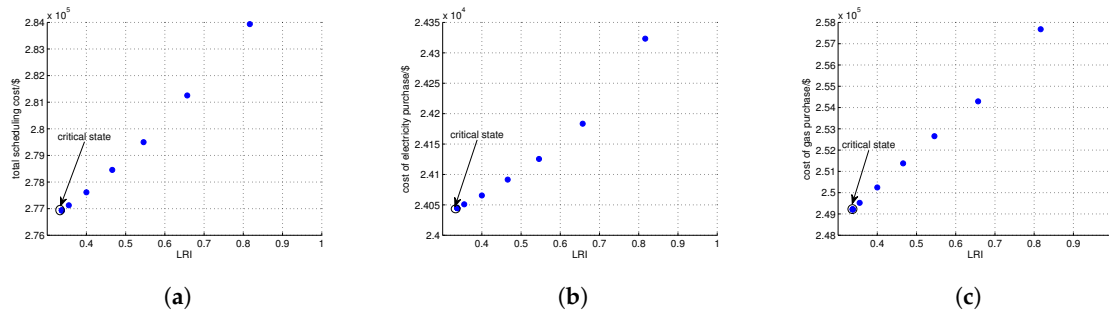 x 10^5
2.84
2.83
2.82
2.81
2.8
2.79
2.78
2.77
2.76
total scheduling cost/$
critical state
0.4 0.5 0.6 0.7 0.8 0.9 1
LRI
(a)
x 10^4
2.435
2.43
2.425
2.42
2.415
2.41
2.405
2.4
cost of electricity purchase/$
critical state
0.4 0.5 0.6 0.7 0.8 0.9 1
LRI
(b)
x 10^5
2.58
2.57
2.56
2.55
2.54
2.53
2.52
2.51
2.5
2.49
2.48
cost of gas purchase/$
critical state
0.4 0.5 0.6 0.7 0.8 0.9 1
LRI
(c)